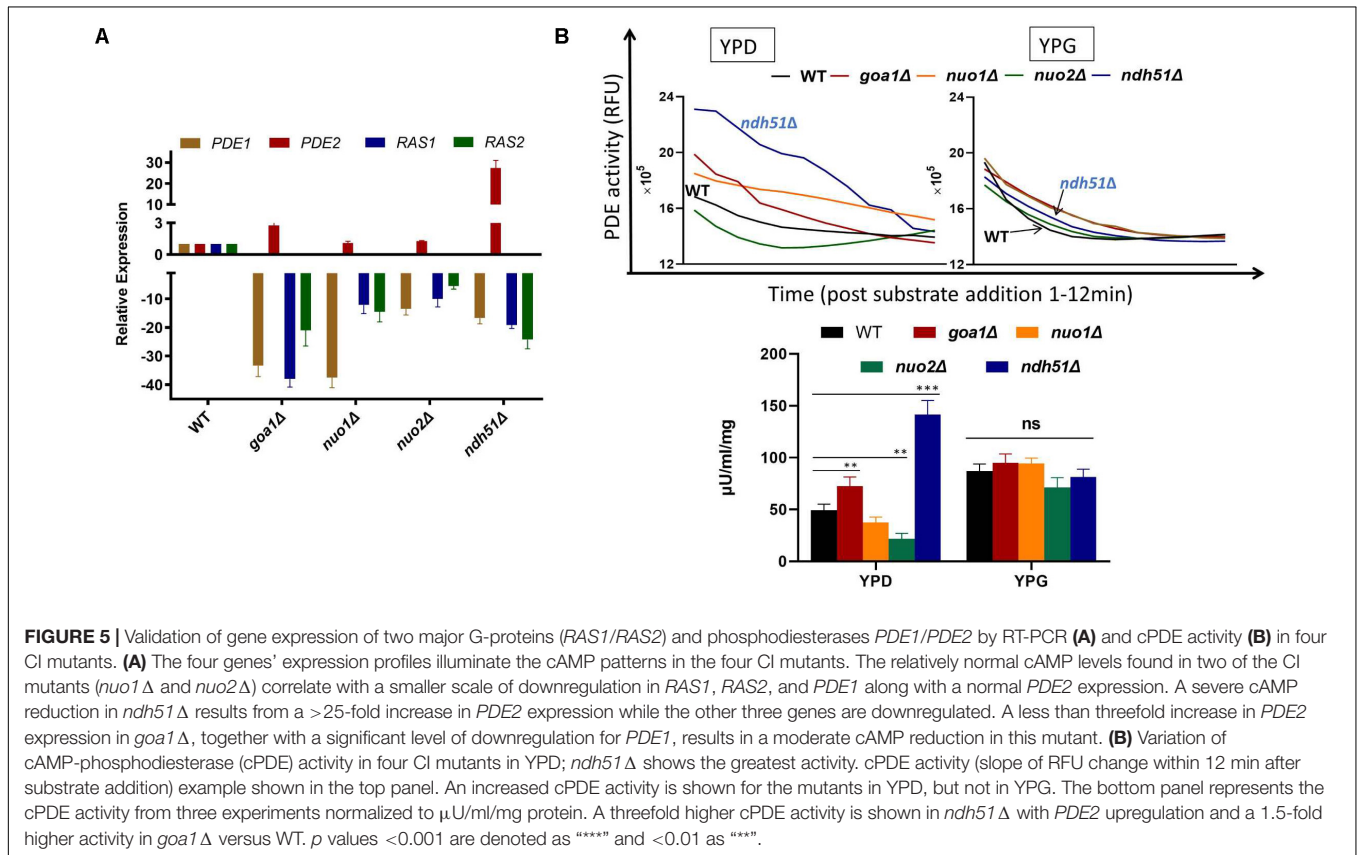 A
PDE1 PDE2 RAS1 RAS2
Relative Expression
30
20
10
3
0
-10
-20
-30
-40
WT goa1Δ nuo1Δ nuo2Δ ndh51Δ
B
YPD YPG
WT goa1Δ nuo1Δ nuo2Δ ndh51Δ
PDE activity (RFU)
×10⁵
24
20
16
12
ndh51Δ
WT
×10⁵
24
20
16
12
ndh51Δ
WT
Time (post substrate addition 1-12min)
WT goa1Δ nuo1Δ
nuo2Δ ndh51Δ
µU/ml/mg
200
150
100
50
0
***
**
**
ns
YPD YPG
FIGURE 5 | Validation of gene expression of two major G-proteins (RAS1/RAS2) and phosphodiesterases PDE1/PDE2 by RT-PCR (A) and cPDE activity (B) in four
CI mutants. (A) The four genes' expression profiles illuminate the cAMP patterns in the four CI mutants. The relatively normal cAMP levels found in two of the CI
mutants (nuo1Δ and nuo2Δ) correlate with a smaller scale of downregulation in RAS1, RAS2, and PDE1 along with a normal PDE2 expression. A severe cAMP
reduction in ndh51Δ results from a >25-fold increase in PDE2 expression while the other three genes are downregulated. A less than threefold increase in PDE2
expression in goa1Δ, together with a significant level of downregulation for PDE1, results in a moderate cAMP reduction in this mutant. (B) Variation of
cAMP-phosphodiesterase (cPDE) activity in four CI mutants in YPD; ndh51Δ shows the greatest activity. cPDE activity (slope of RFU change within 12 min after
substrate addition) example shown in the top panel. An increased cPDE activity is shown for the mutants in YPD, but not in YPG. The bottom panel represents the
cPDE activity from three experiments normalized to µU/ml/mg protein. A threefold higher cPDE activity is shown in ndh51Δ with PDE2 upregulation and a 1.5-fold
higher activity in goa1Δ versus WT. p values <0.001 are denoted as "***" and <0.01 as "**".